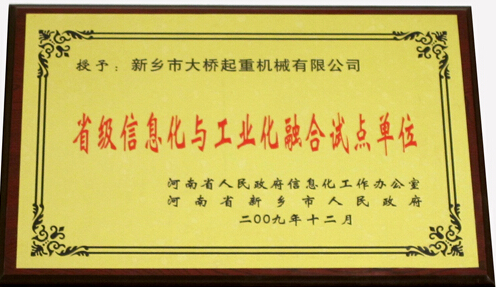 授予：新乡市大桥起重机械有限公司
省级信息化与工业化融合试点单位
河南省人民政府信息化工作办公室
河南省新乡市人民政府
二00九年十二月